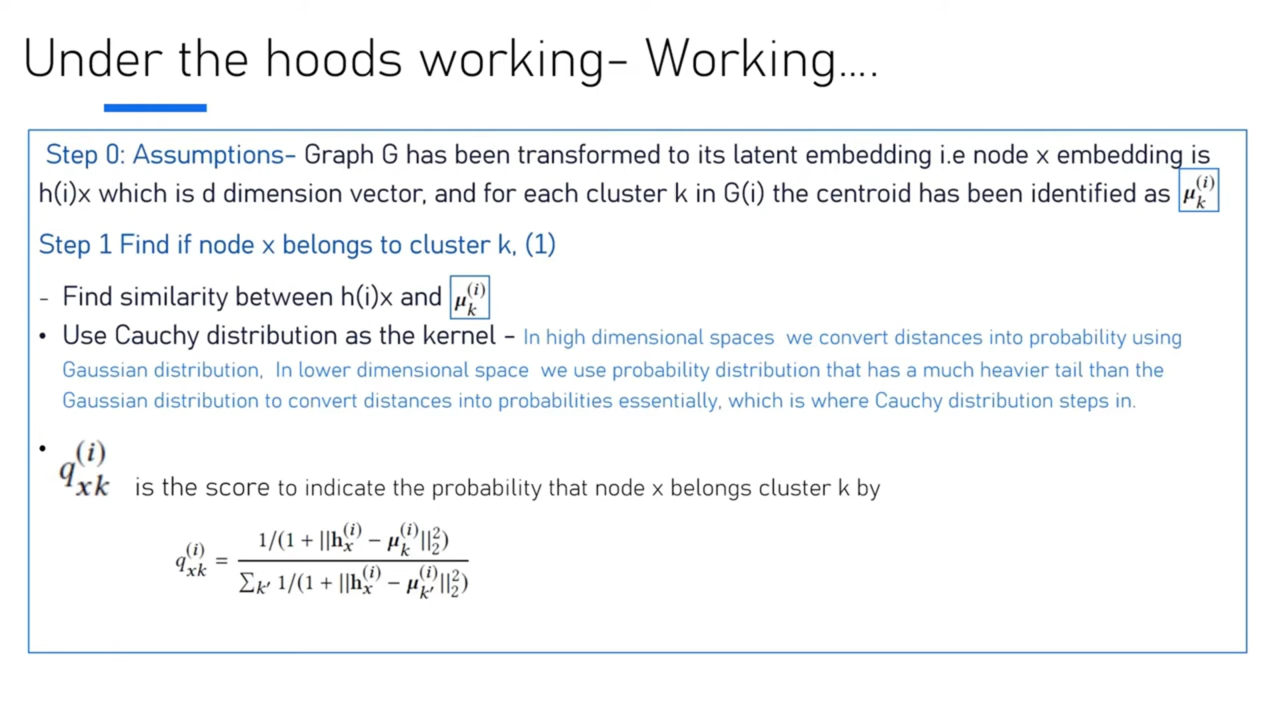 Under the hoods working- Working....
Step 0: Assumptions- Graph G has been transformed to its latent embedding i.e node x embedding is
h(i)x which is d dimension vector, and for each cluster k in G(i) the centroid has been identified as μ_k^(i)
Step 1 Find if node x belongs to cluster k, (1)
- Find similarity between h(i)x and μ_k^(i)
• Use Cauchy distribution as the kernel – In high dimensional spaces we convert distances into probability using
Gaussian distribution, In lower dimensional space we use probability distribution that has a much heavier tail than the
Gaussian distribution to convert distances into probabilities essentially, which is where Cauchy distribution steps in.
• q_xk^(i) is the score to indicate the probability that node x belongs cluster k by
q_xk^(i) = 1/(1 + ||h_x^(i) − μ_k^(i)||_2^2) / ∑_k' 1/(1 + ||h_x^(i) − μ_k'^(i)||_2^2)